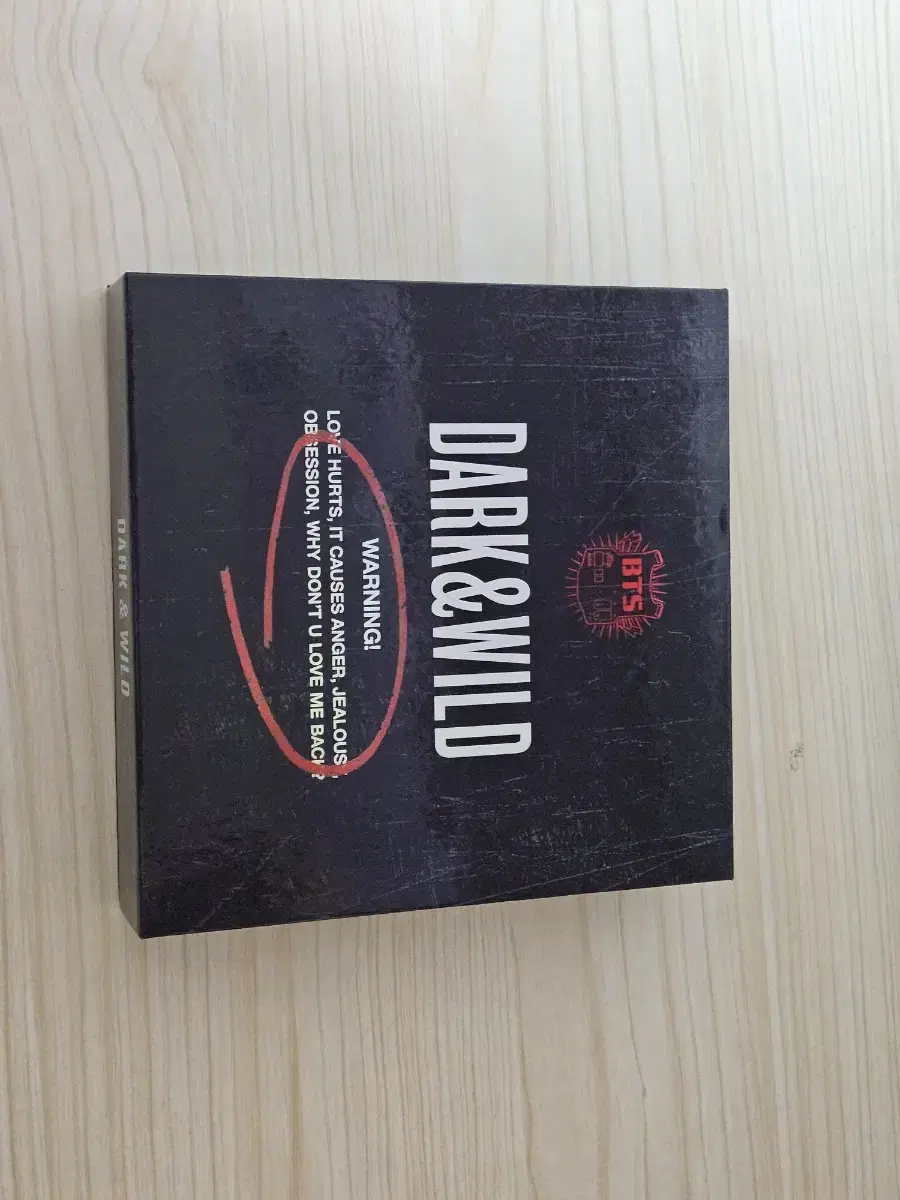 BTS
DARK&WILD
WARNING!
LOVE HURTS, IT CAUSES ANGER, JEALOUSY,
OBSESSION, WHY DON'T U LOVE ME BACK?
DARK & WILD